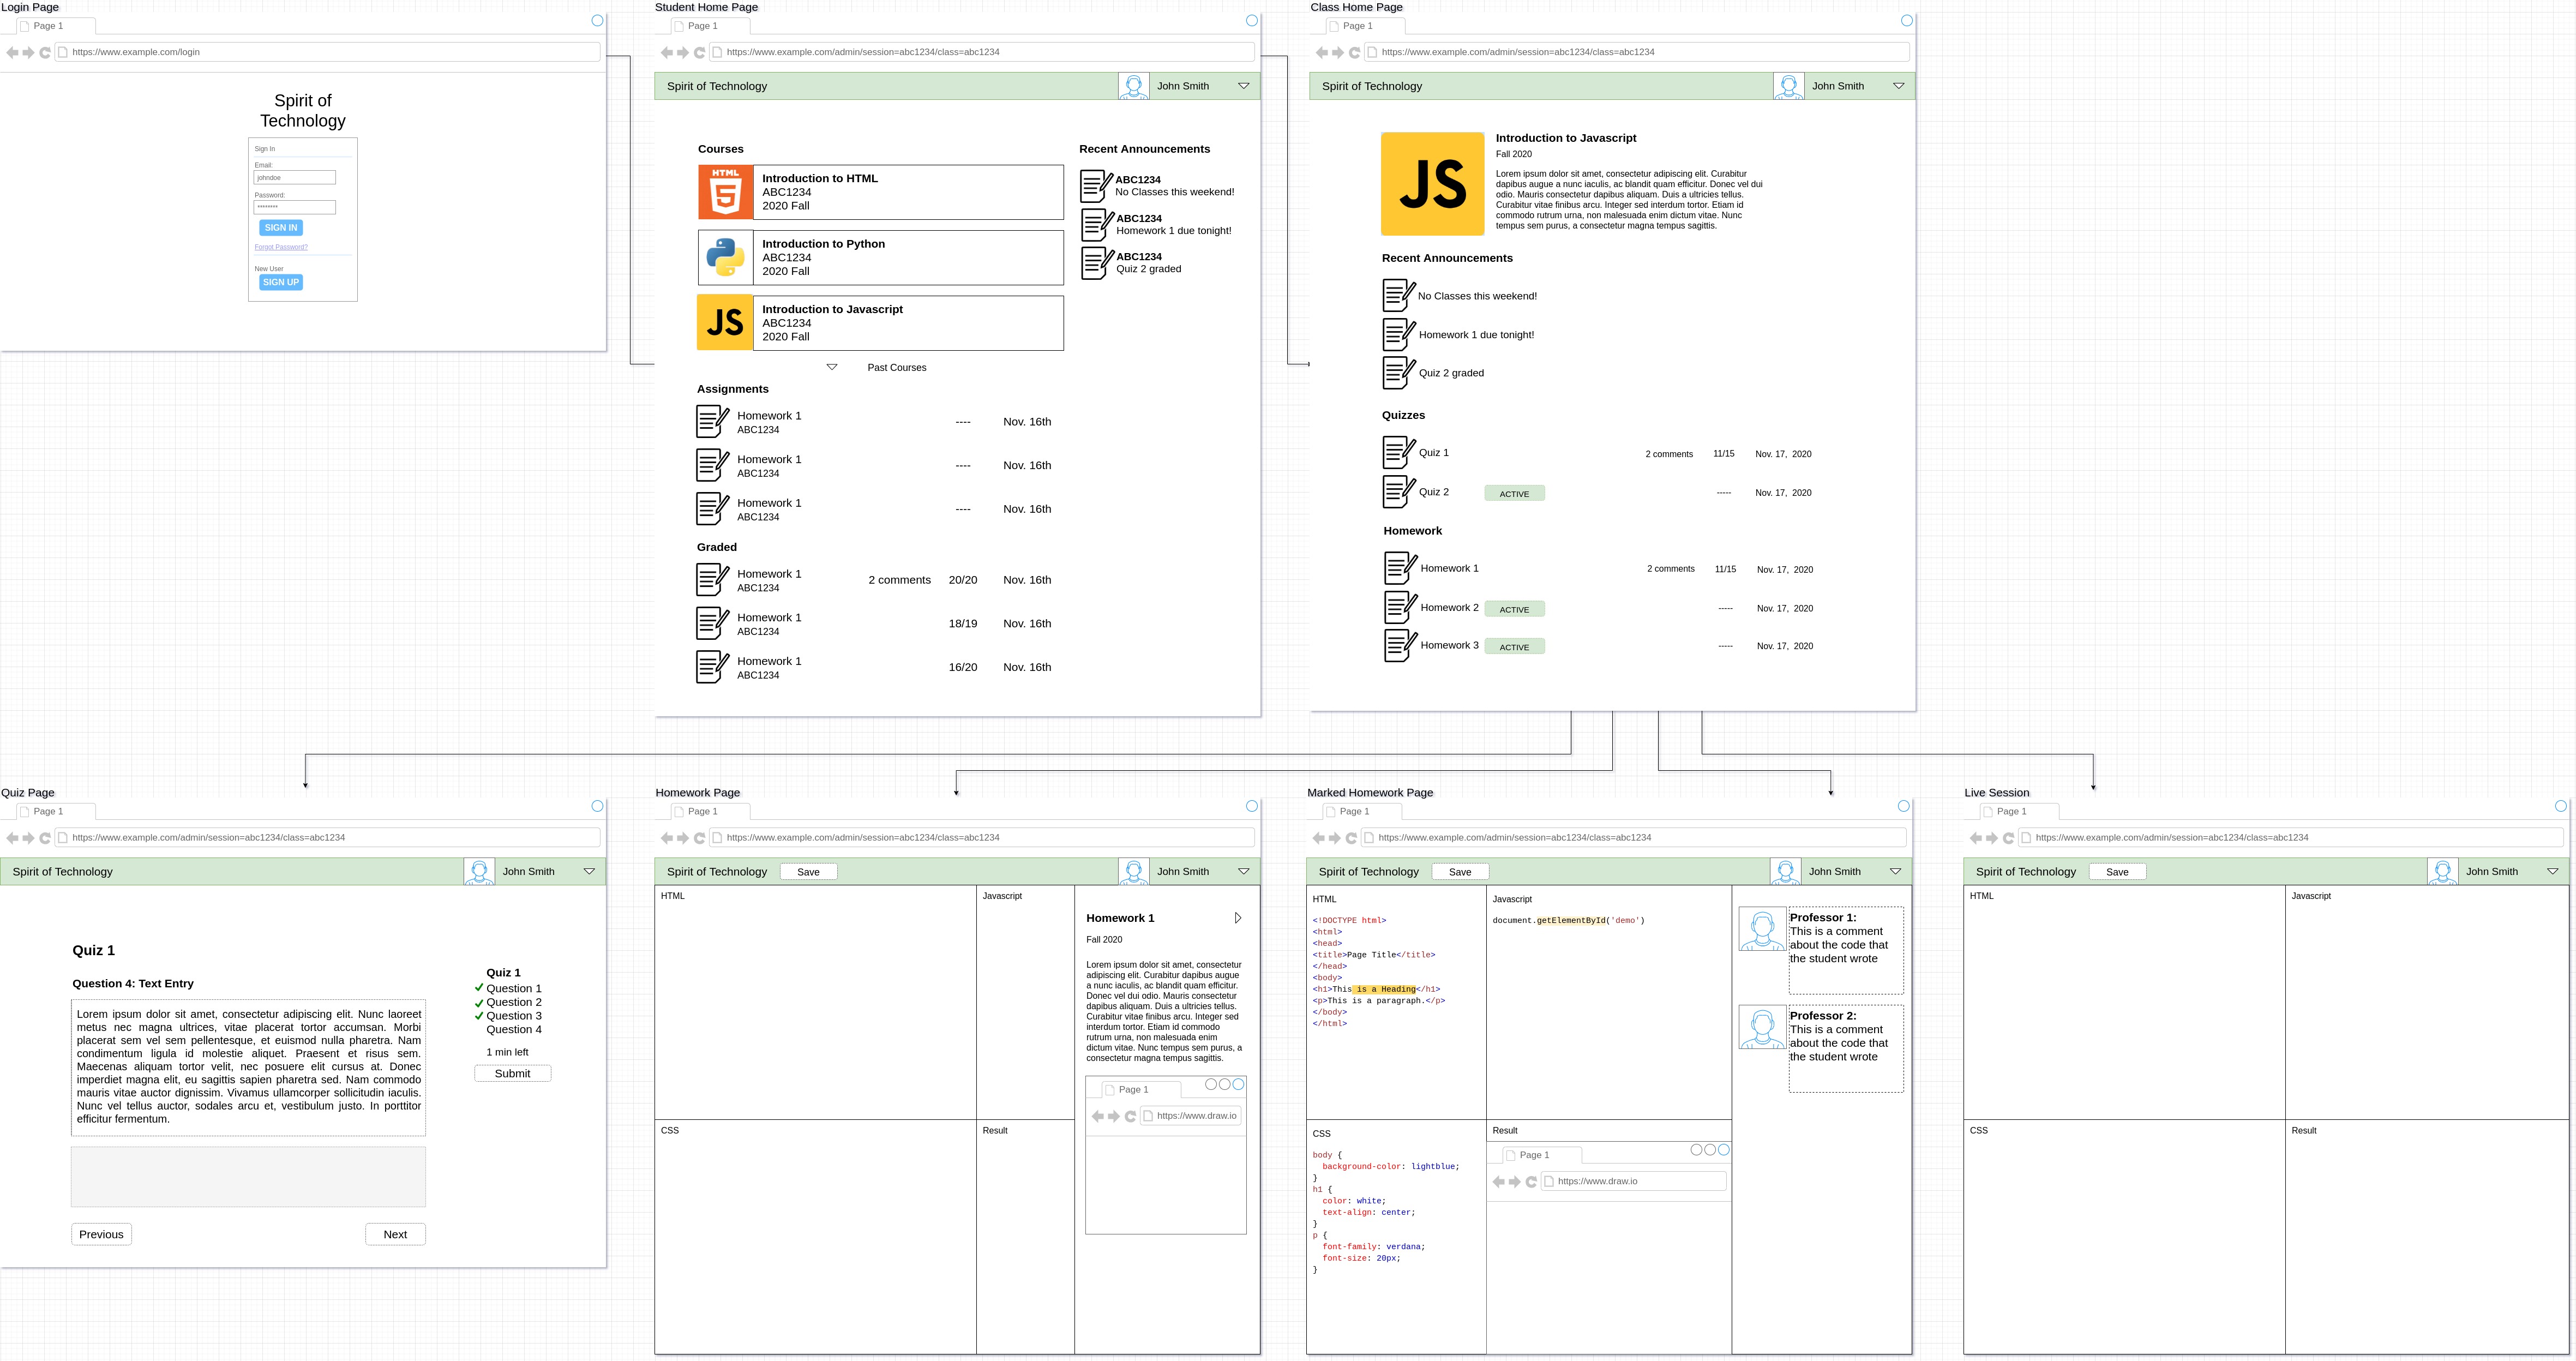 Login Page
Page 1
https://www.example.com/login
Spirit of
Technology
Sign In
Email:
johndoe
Password:
********
SIGN IN
Forgot Password?
New User
SIGN UP
Student Home Page
Page 1
https://www.example.com/admin/session=abc1234/class=abc1234
Spirit of Technology
John Smith
Courses
HTML
5
Introduction to HTML
ABC1234
2020 Fall
Introduction to Python
ABC1234
2020 Fall
JS
Introduction to Javascript
ABC1234
2020 Fall
Past Courses
Recent Announcements
ABC1234
No Classes this weekend!
ABC1234
Homework 1 due tonight!
ABC1234
Quiz 2 graded
Assignments
Homework 1 ---- Nov. 16th
ABC1234
Homework 1 ---- Nov. 16th
ABC1234
Homework 1 ---- Nov. 16th
ABC1234
Graded
Homework 1 2 comments 20/20 Nov. 16th
ABC1234
Homework 1 18/19 Nov. 16th
ABC1234
Homework 1 16/20 Nov. 16th
ABC1234
Class Home Page
Page 1
https://www.example.com/admin/session=abc1234/class=abc1234
Spirit of Technology
John Smith
JS
Introduction to Javascript
Fall 2020
Lorem ipsum dolor sit amet, consectetur adipiscing elit. Curabitur
dapibus augue a nunc iaculis, ac blandit quam efficitur. Donec vel dui
odio. Mauris consectetur dapibus aliquam. Duis a ultricies tellus.
Curabitur vitae finibus arcu. Integer sed interdum tortor. Etiam id
commodo rutrum urna, non malesuada enim dictum vitae. Nunc
tempus sem purus, a consectetur magna tempus sagittis.
Recent Announcements
No Classes this weekend!
Homework 1 due tonight!
Quiz 2 graded
Quizzes
Quiz 1 2 comments 11/15 Nov. 17, 2020
Quiz 2 ACTIVE ----- Nov. 17, 2020
Homework
Homework 1 2 comments 11/15 Nov. 17, 2020
Homework 2 ACTIVE ----- Nov. 17, 2020
Homework 3 ACTIVE ----- Nov. 17, 2020
Quiz Page
Page 1
https://www.example.com/admin/session=abc1234/class=abc1234
Spirit of Technology
John Smith
Quiz 1
Question 4: Text Entry
Lorem ipsum dolor sit amet, consectetur adipiscing elit. Nunc laoreet
metus nec magna ultrices, vitae placerat tortor accumsan. Morbi
placerat sem vel sem pellentesque, et euismod nulla pharetra. Nam
condimentum ligula id molestie aliquet. Praesent et risus sem.
Maecenas aliquam tortor velit, nec posuere elit cursus at. Donec
imperdiet magna elit, eu sagittis sapien pharetra sed. Nam commodo
mauris vitae auctor dignissim. Vivamus ullamcorper sollicitudin iaculis.
Nunc vel tellus auctor, sodales arcu et, vestibulum justo. In porttitor
efficitur fermentum.
Previous
Next
Quiz 1
Question 1
Question 2
Question 3
Question 4
1 min left
Submit
Homework Page
Page 1
https://www.example.com/admin/session=abc1234/class=abc1234
Spirit of Technology
Save
John Smith
HTML
Javascript
CSS
Result
Homework 1
Fall 2020
Lorem ipsum dolor sit amet, consectetur
adipiscing elit. Curabitur dapibus augue
a nunc iaculis, ac blandit quam efficitur.
Donec vel dui odio. Mauris consectetur
dapibus aliquam. Duis a ultricies tellus.
Curabitur vitae finibus arcu. Integer sed
interdum tortor. Etiam id commodo
rutrum urna, non malesuada enim
dictum vitae. Nunc tempus sem purus, a
consectetur magna tempus sagittis.
Page 1
https://www.draw.io
Marked Homework Page
Page 1
https://www.example.com/admin/session=abc1234/class=abc1234
Spirit of Technology
Save
John Smith
HTML
<!DOCTYPE html>
<html>
<head>
<title>Page Title</title>
</head>
<body>
<h1>This is a Heading</h1>
<p>This is a paragraph.</p>
</body>
</html>
Javascript
document.getElementById('demo')
CSS
body {
  background-color: lightblue;
}
h1 {
  color: white;
  text-align: center;
}
p {
  font-family: verdana;
  font-size: 20px;
}
Result
Page 1
https://www.draw.io
Professor 1:
This is a comment
about the code that
the student wrote
Professor 2:
This is a comment
about the code that
the student wrote
Live Session
Page 1
https://www.example.com/admin/session=abc1234/class=abc1234
Spirit of Technology
Save
John Smith
HTML
Javascript
CSS
Result